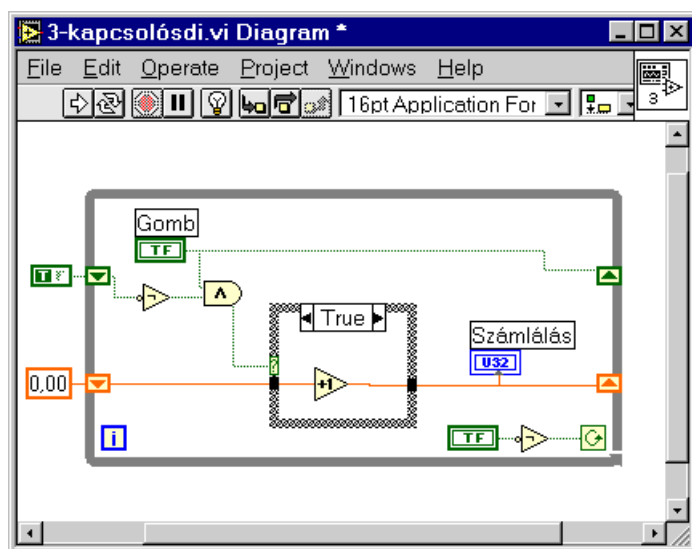 3-kapcsolósdi.vi Diagram *
File Edit Operate Project Windows Help
16pt Application For
3
Gomb
TF
T F
True
?
Számlálás
U32
0,00
+1
i
TF